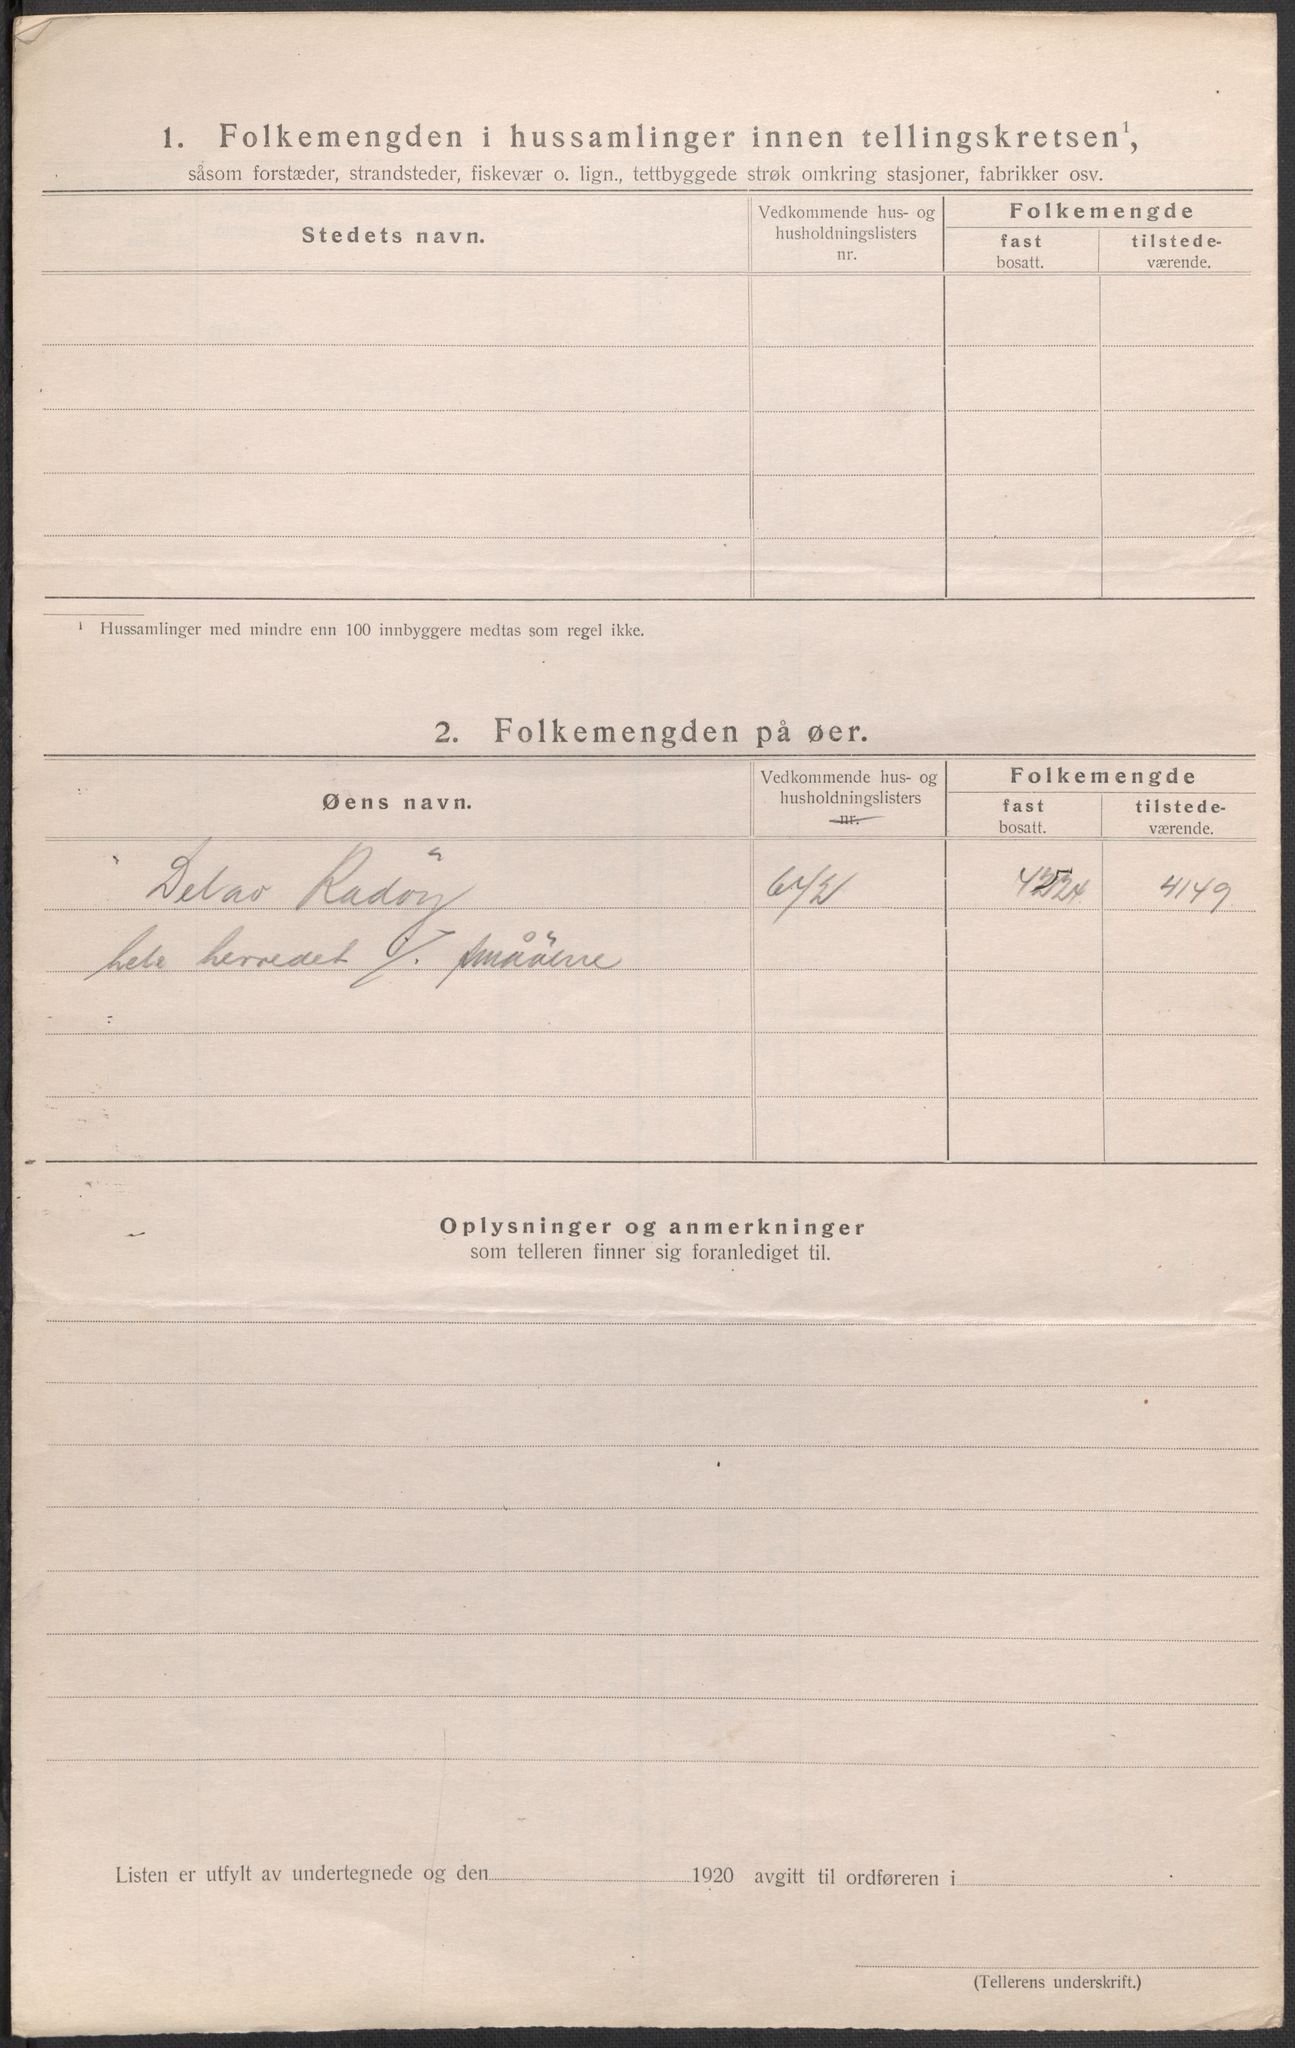 1. Folkemengden i hussamlinger innen tellingskretsen¹,
såsom forstæder, strandsteder, fiskevær o. lign., tettbyggede strøk omkring stasjoner, fabrikker osv.
Stedets navn.
Vedkommende hus- og
husholdningslisters
nr.
Folkemengde
fast
bosatt.
tilstede-
værende.
¹ Hussamlinger med mindre enn 100 innbyggere medtas som regel ikke.
2. Folkemengden på øer.
Øens navn.
Vedkommende hus- og
husholdningslisters
nr.
Folkemengde
fast
bosatt.
tilstede-
værende.
Del av Radöy
4149
hele herredet ÷ småöene
Oplysninger og anmerkninger
som telleren finner sig foranlediget til.
Listen er utfylt av undertegnede og den 1920 avgitt til ordføreren i
(Tellerens underskrift.)